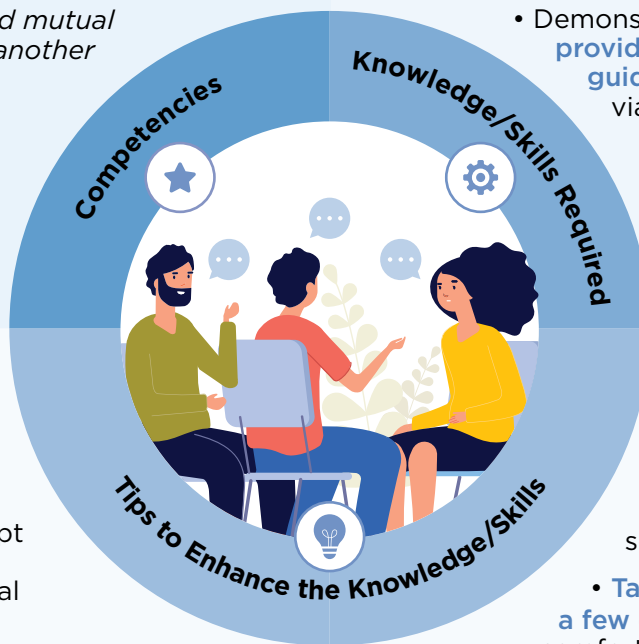 d mutual
another
• Demons
provid
guid
via
Competencies
Knowledge/Skills Required
Tips to Enhance the Knowledge/Skills
pt
al
s
• Ta
a few